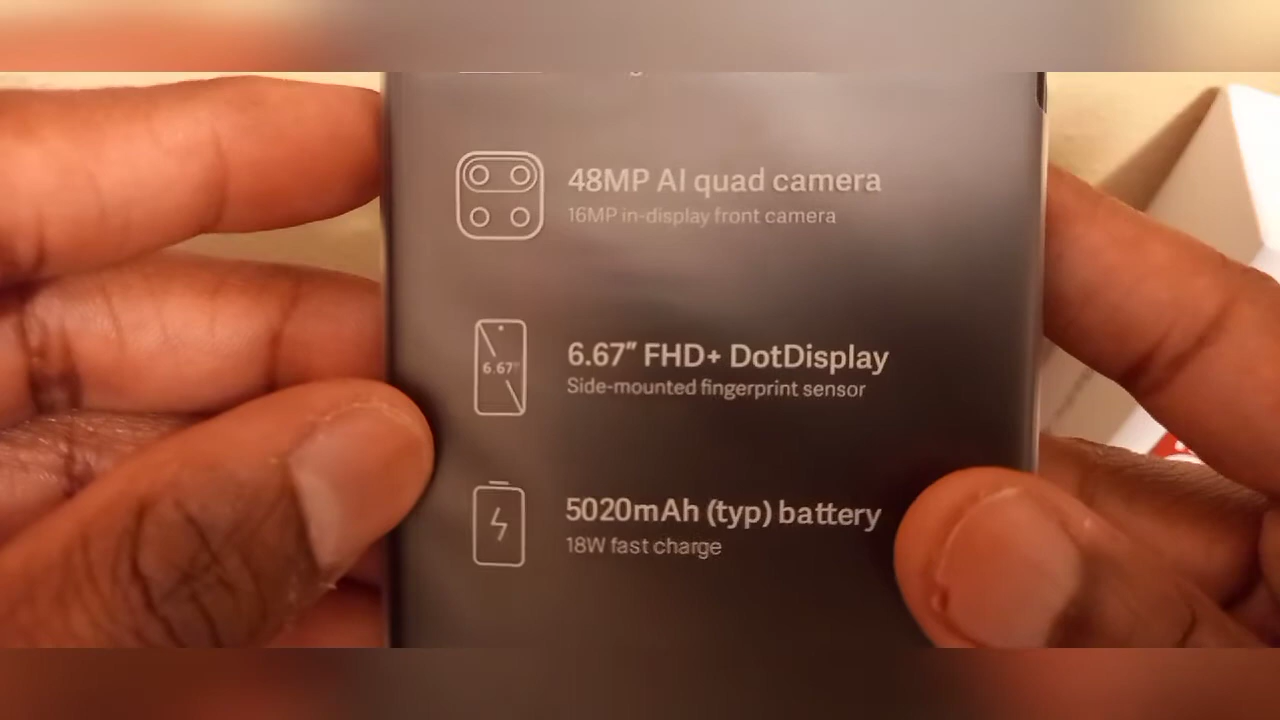 48MP AI quad camera
16MP in-display front camera
6.67"
6.67" FHD+ DotDisplay
Side-mounted fingerprint sensor
5020mAh (typ) battery
18W fast charge